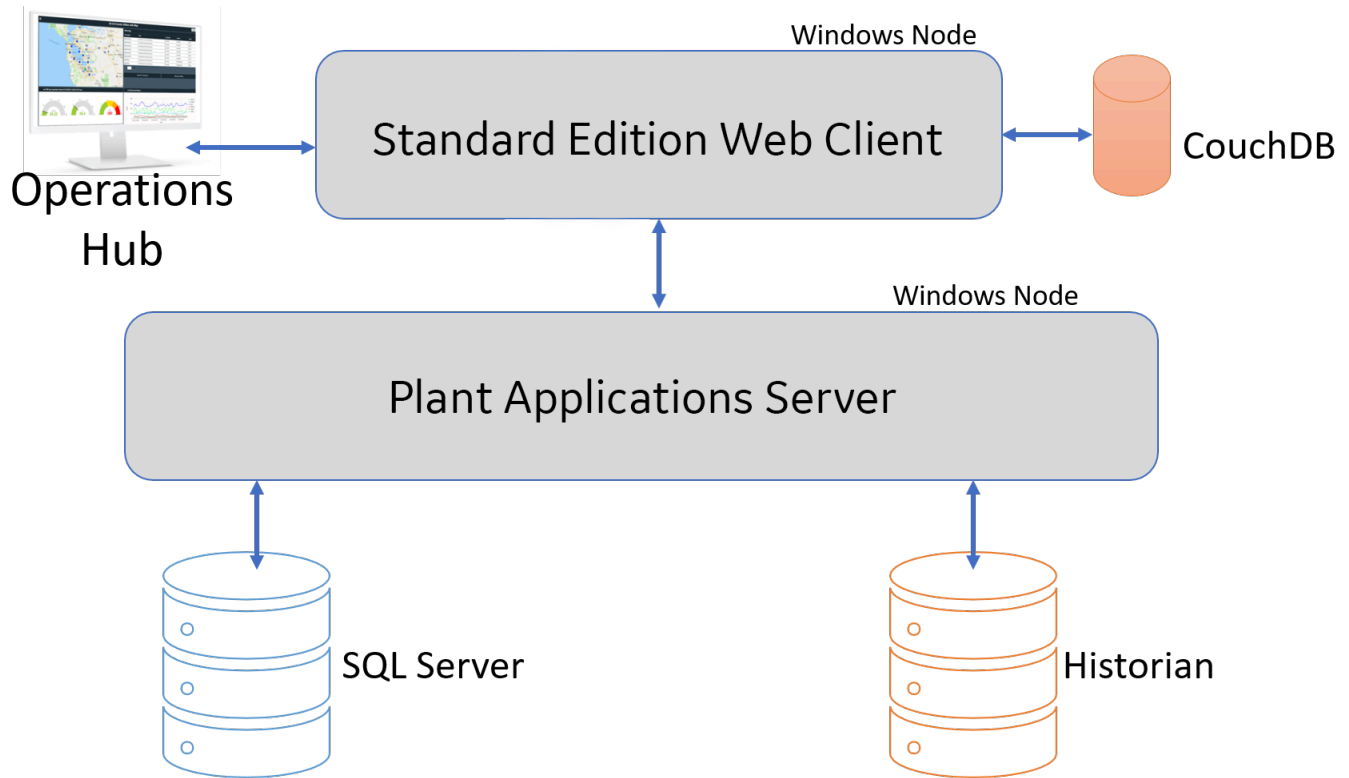 Windows Node
Standard Edition Web Client
CouchDB
Operations
Hub
Windows Node
Plant Applications Server
SQL Server
Historian